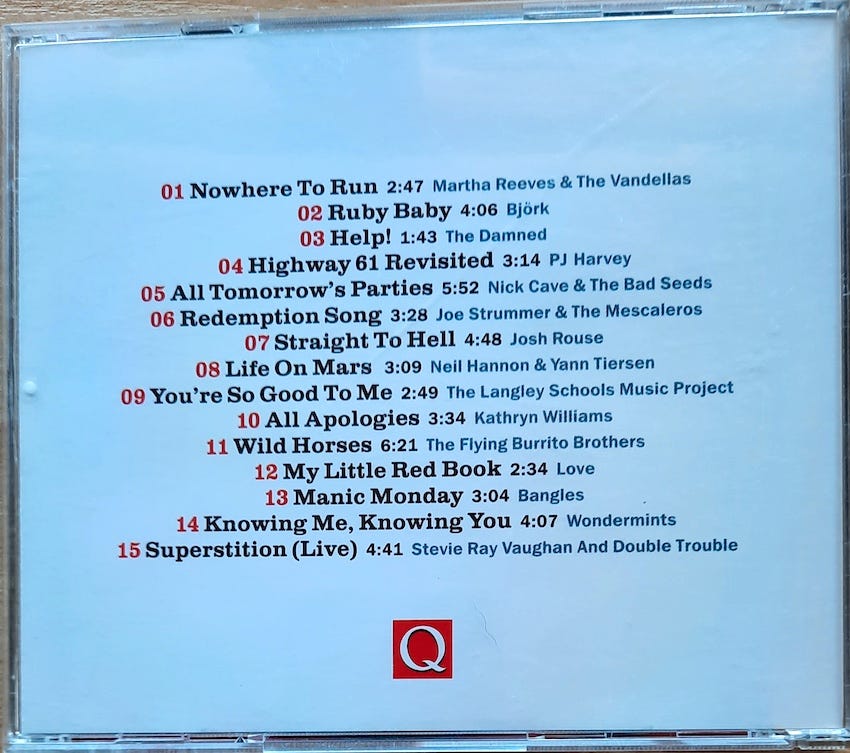 01 Nowhere To Run 2:47 Martha Reeves & The Vandellas
02 Ruby Baby 4:06 Björk
03 Help! 1:43 The Damned
04 Highway 61 Revisited 3:14 PJ Harvey
05 All Tomorrow's Parties 5:52 Nick Cave & The Bad Seeds
06 Redemption Song 3:28 Joe Strummer & The Mescaleros
07 Straight To Hell 4:48 Josh Rouse
08 Life On Mars 3:09 Neil Hannon & Yann Tiersen
09 You're So Good To Me 2:49 The Langley Schools Music Project
10 All Apologies 3:34 Kathryn Williams
11 Wild Horses 6:21 The Flying Burrito Brothers
12 My Little Red Book 2:34 Love
13 Manic Monday 3:04 Bangles
14 Knowing Me, Knowing You 4:07 Wondermints
15 Superstition (Live) 4:41 Stevie Ray Vaughan And Double Trouble
Q